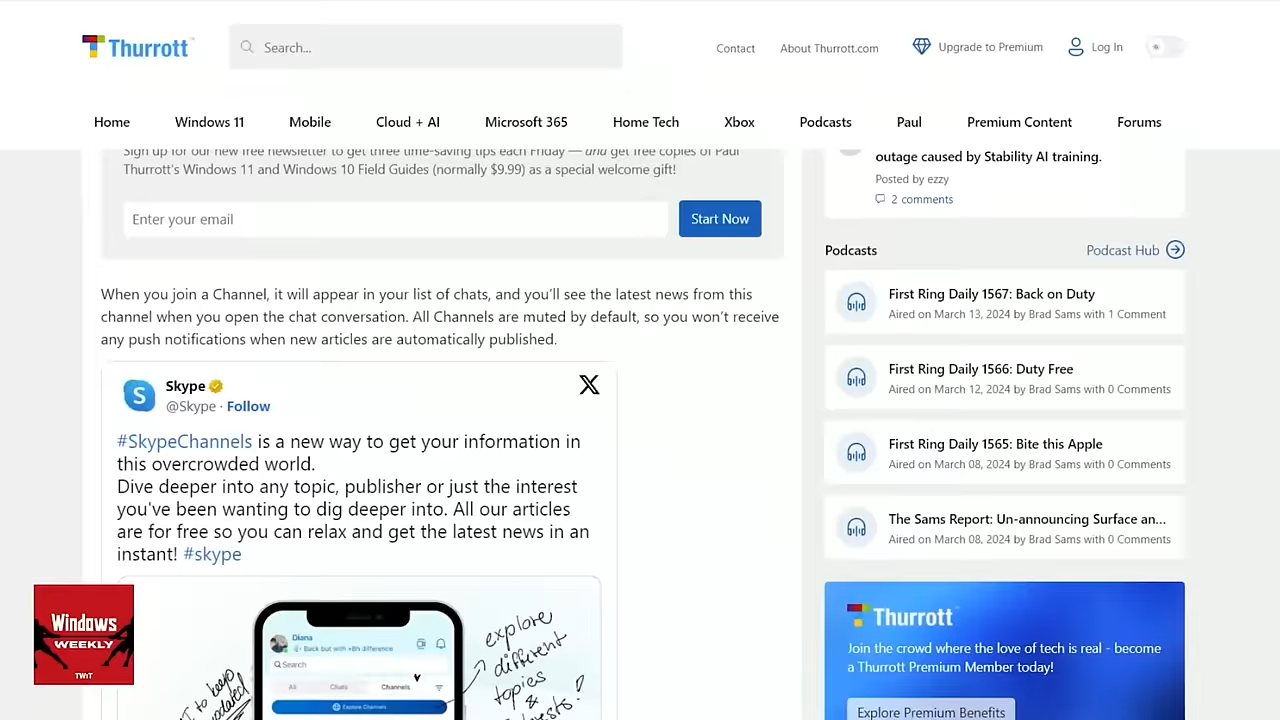 Thurrott
Search...
Contact
About Thurrott.com
Upgrade to Premium
Log In
Home
Windows 11
Mobile
Cloud + AI
Microsoft 365
Home Tech
Xbox
Podcasts
Paul
Premium Content
Forums
Sign up for our new free newsletter to get three time-saving tips each Friday — and get free copies of Paul
Thurrott's Windows 11 and Windows 10 Field Guides (normally $9.99) as a special welcome gift!
Enter your email
Start Now
When you join a Channel, it will appear in your list of chats, and you'll see the latest news from this
channel when you open the chat conversation. All Channels are muted by default, so you won't receive
any push notifications when new articles are automatically published.
Skype
@Skype · Follow
#SkypeChannels is a new way to get your information in
this overcrowded world.
Dive deeper into any topic, publisher or just the interest
you've been wanting to dig deeper into. All our articles
are for free so you can relax and get the latest news in an
instant! #skype
Diana
Back but with +8h difference
Search
All
Chats
Channels
Explore Channels
explore
different
topics
&
to keep
outage caused by Stability AI training.
Posted by ezzy
2 comments
Podcasts
Podcast Hub
First Ring Daily 1567: Back on Duty
Aired on March 13, 2024 by Brad Sams with 1 Comment
First Ring Daily 1566: Duty Free
Aired on March 12, 2024 by Brad Sams with 0 Comments
First Ring Daily 1565: Bite this Apple
Aired on March 08, 2024 by Brad Sams with 0 Comments
The Sams Report: Un-announcing Surface an...
Aired on March 08, 2024 by Brad Sams with 0 Comments
Thurrott
Join the crowd where the love of tech is real - become
a Thurrott Premium Member today!
Explore Premium Benefits
Windows
WEEKLY
TWiT